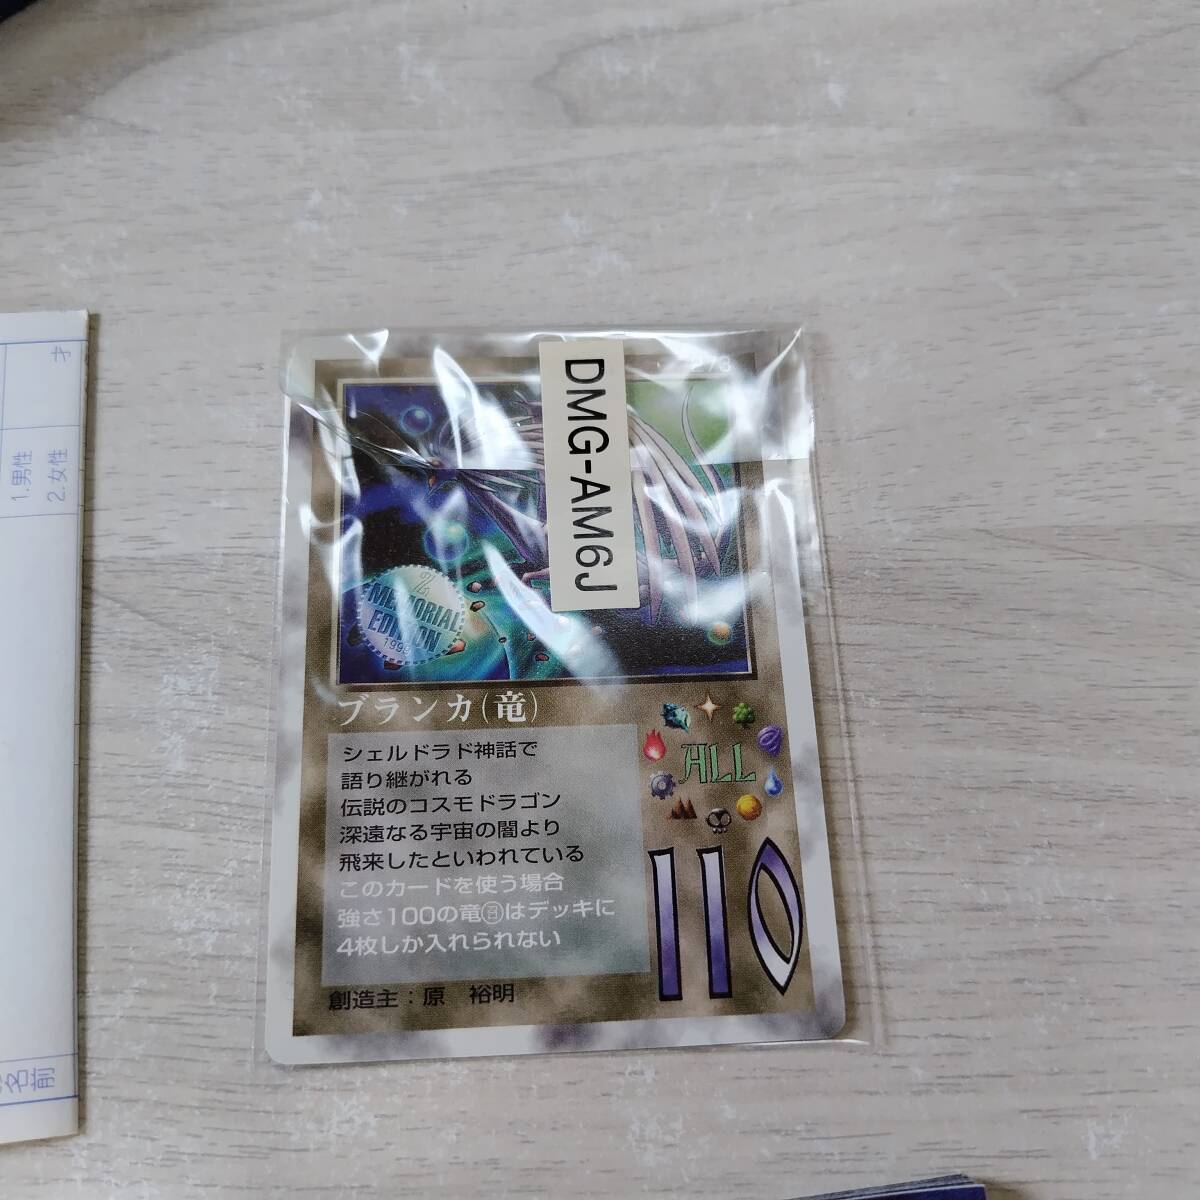 DMG-AM6J
MEMORIAL
EDITION
1999
ブランカ(竜)
シェルドラド神話で
語り継がれる
伝説のコスモドラゴン
深遠なる宇宙の闇より
飛来したといわれている
このカードを使う場合
強さ100の竜㊁はデッキに
4枚しか入れられない
創造主:原 裕明
ALL
110
才
1.男性
2.女性
名前